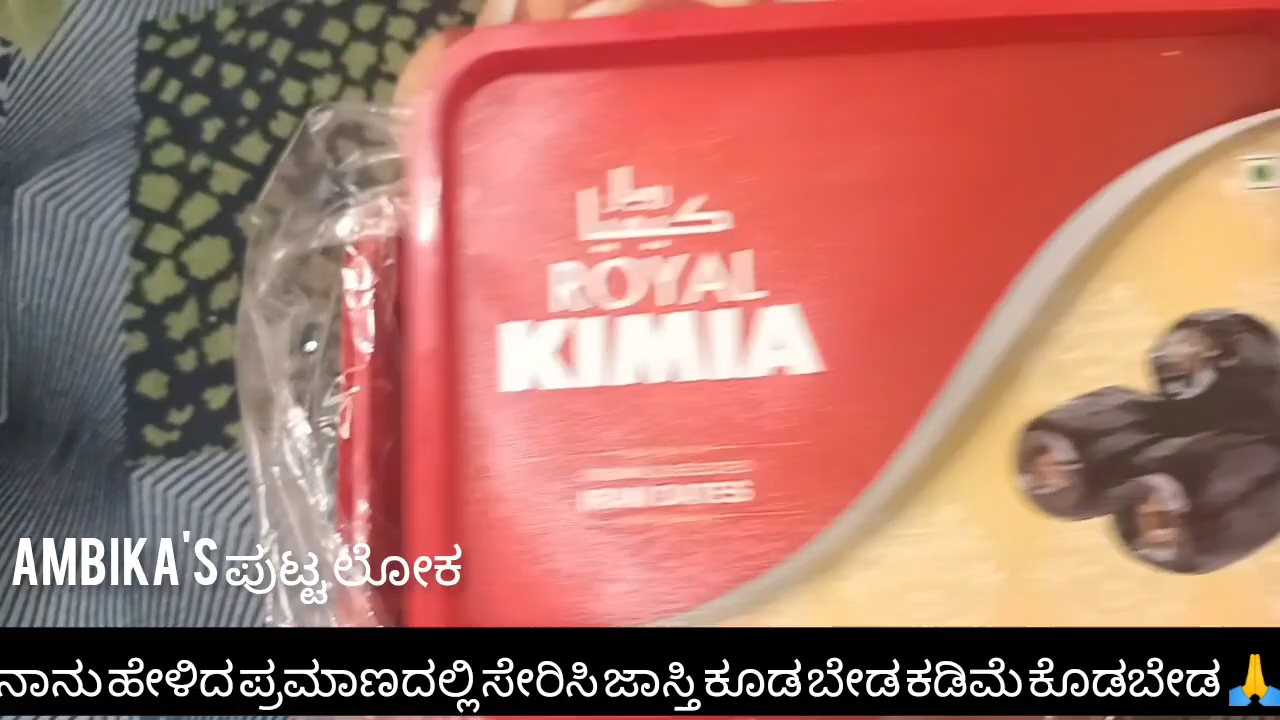 كيميا
ROYAL
KIMIA
AMBIKA'S ಪುಟ್ಟ ಲೋಕ
ನಾನು ಹೇಳಿದ ಪ್ರಮಾಣದಲ್ಲಿ ಸೇರಿಸಿ ಜಾಸ್ತಿ ಕೂಡ ಬೇಡ ಕಡಿಮೆ ಕೊಡಬೇಡ 🙏